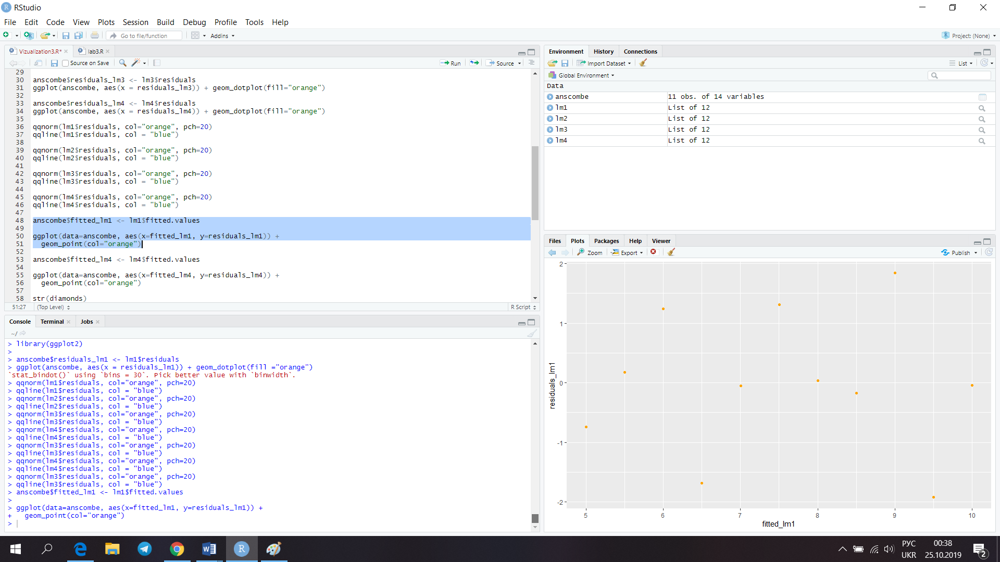 RStudio
File Edit Code View Plots Session Build Debug Profile Tools Help
Go to file/function Addins Project: (None)
Vizualization3.R* lab3.R
Source on Save Run Source
29
30 anscombe$residuals_lm3 <- lm3$residuals
31 ggplot(anscombe, aes(x = residuals_lm3)) + geom_dotplot(fill="orange")
32
33 anscombe$residuals_lm4 <- lm4$residuals
34 ggplot(anscombe, aes(x = residuals_lm4)) + geom_dotplot(fill="orange")
35
36 qqnorm(lm1$residuals, col="orange", pch=20)
37 qqline(lm1$residuals, col = "blue")
38
39 qqnorm(lm2$residuals, col="orange", pch=20)
40 qqline(lm2$residuals, col = "blue")
41
42 qqnorm(lm3$residuals, col="orange", pch=20)
43 qqline(lm3$residuals, col = "blue")
44
45 qqnorm(lm4$residuals, col="orange", pch=20)
46 qqline(lm4$residuals, col = "blue")
47
48 anscombe$fitted_lm1 <- lm1$fitted.values
49
50 ggplot(data=anscombe, aes(x=fitted_lm1, y=residuals_lm1)) +
51 geom_point(col="orange")
52
53 anscombe$fitted_lm4 <- lm4$fitted.values
54
55 ggplot(data=anscombe, aes(x=fitted_lm4, y=residuals_lm4)) +
56 geom_point(col="orange")
57
58 str(diamonds)
51:27 (Top Level) R Script
Console Terminal Jobs
~/
> library(ggplot2)
>
> anscombe$residuals_lm1 <- lm1$residuals
> ggplot(anscombe, aes(x = residuals_lm1)) + geom_dotplot(fill ="orange")
`stat_bindot()` using `bins = 30`. Pick better value with `binwidth`.
> qqnorm(lm1$residuals, col="orange", pch=20)
> qqline(lm1$residuals, col = "blue")
> qqnorm(lm2$residuals, col="orange", pch=20)
> qqline(lm2$residuals, col = "blue")
> qqnorm(lm3$residuals, col="orange", pch=20)
> qqline(lm3$residuals, col = "blue")
> qqnorm(lm4$residuals, col="orange", pch=20)
> qqline(lm4$residuals, col = "blue")
> qqnorm(lm3$residuals, col="orange", pch=20)
> qqline(lm3$residuals, col = "blue")
> qqnorm(lm4$residuals, col="orange", pch=20)
> qqline(lm4$residuals, col = "blue")
> qqnorm(lm3$residuals, col="orange", pch=20)
> qqline(lm3$residuals, col = "blue")
> anscombe$fitted_lm1 <- lm1$fitted.values
>
> ggplot(data=anscombe, aes(x=fitted_lm1, y=residuals_lm1)) +
+ geom_point(col="orange")
>
Environment History Connections
Import Dataset List
Global Environment
Data
anscombe 11 obs. of 14 variables
lm1 List of 12
lm2 List of 12
lm3 List of 12
lm4 List of 12
Files Plots Packages Help Viewer
Zoom Export Publish
2
1
0
-1
-2
residuals_lm1
5 6 7 8 9 10
fitted_lm1
РУС 00:38
UKR 25.10.2019 2